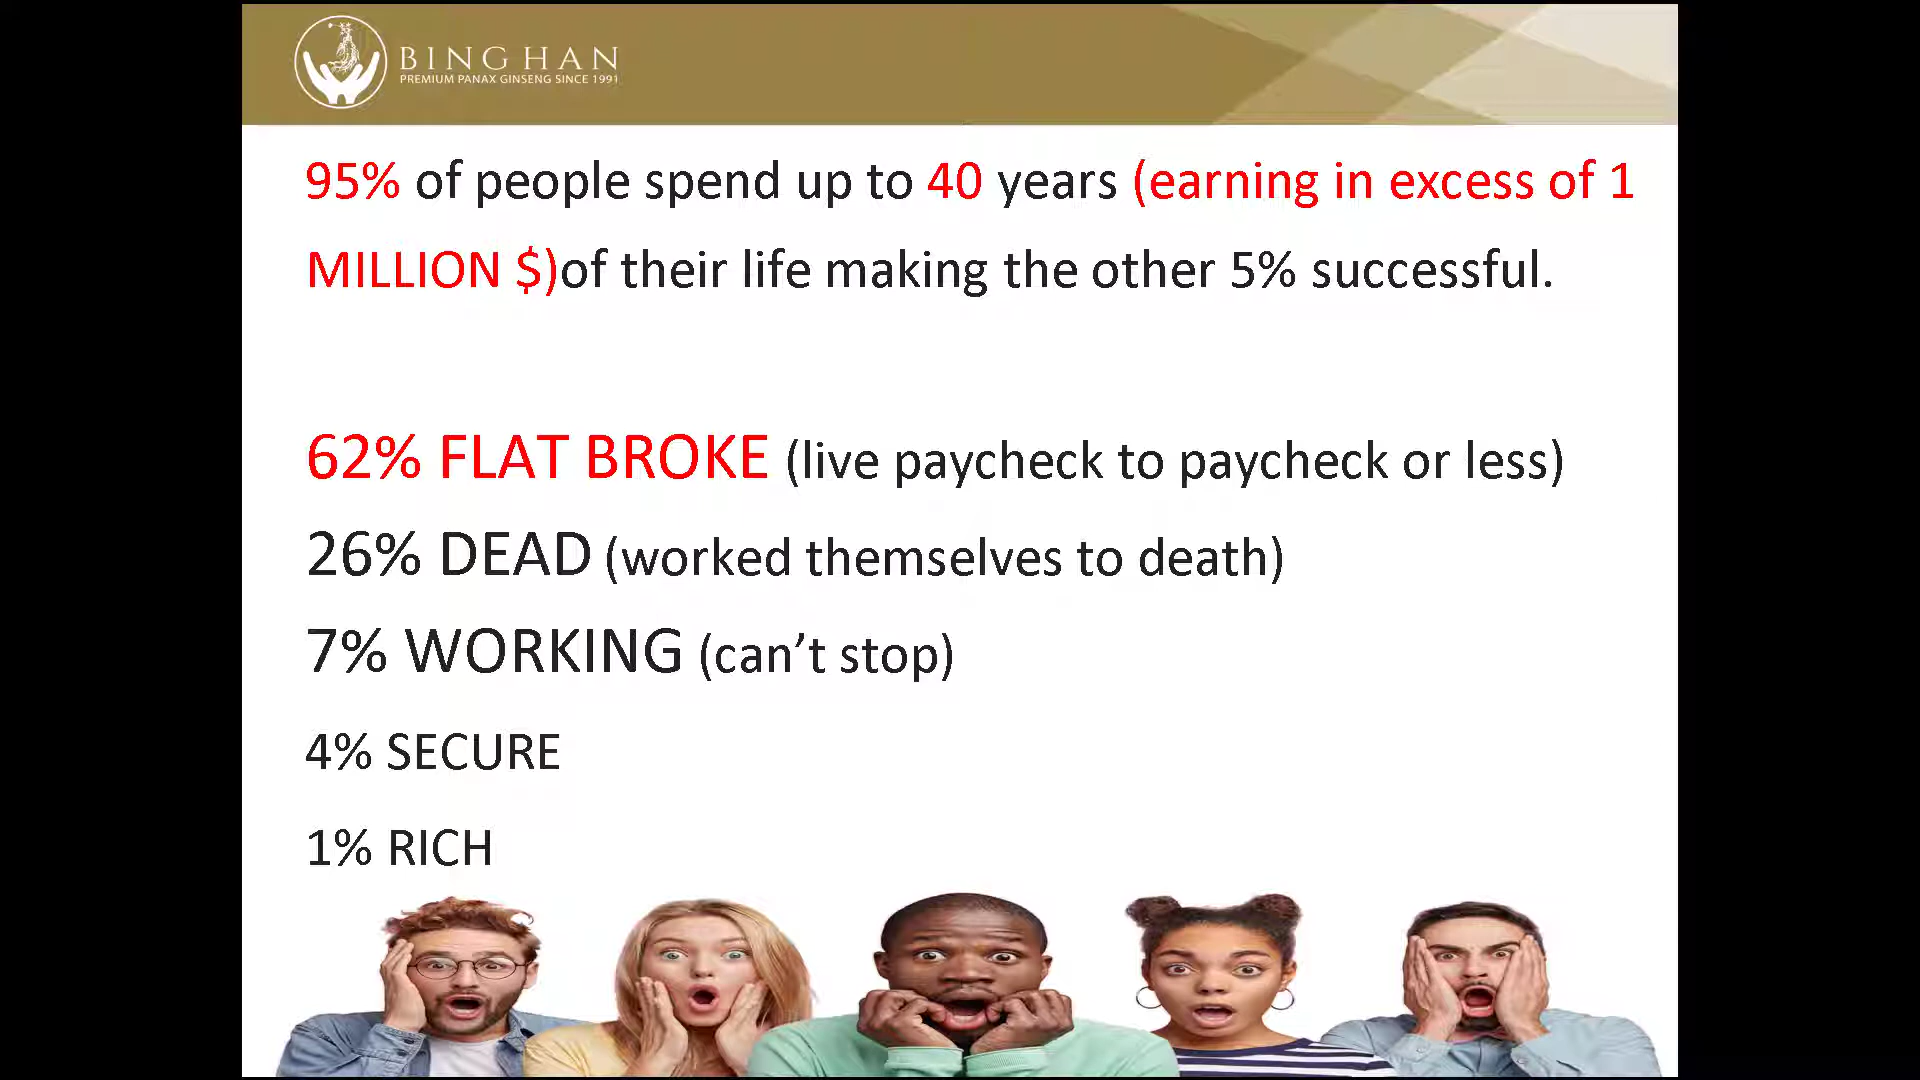 BINGHAN
PREMIUM PANAX GINSENG SINCE 1991
95% of people spend up to 40 years (earning in excess of 1
MILLION $)of their life making the other 5% successful.
62% FLAT BROKE (live paycheck to paycheck or less)
26% DEAD (worked themselves to death)
7% WORKING (can’t stop)
4% SECURE
1% RICH